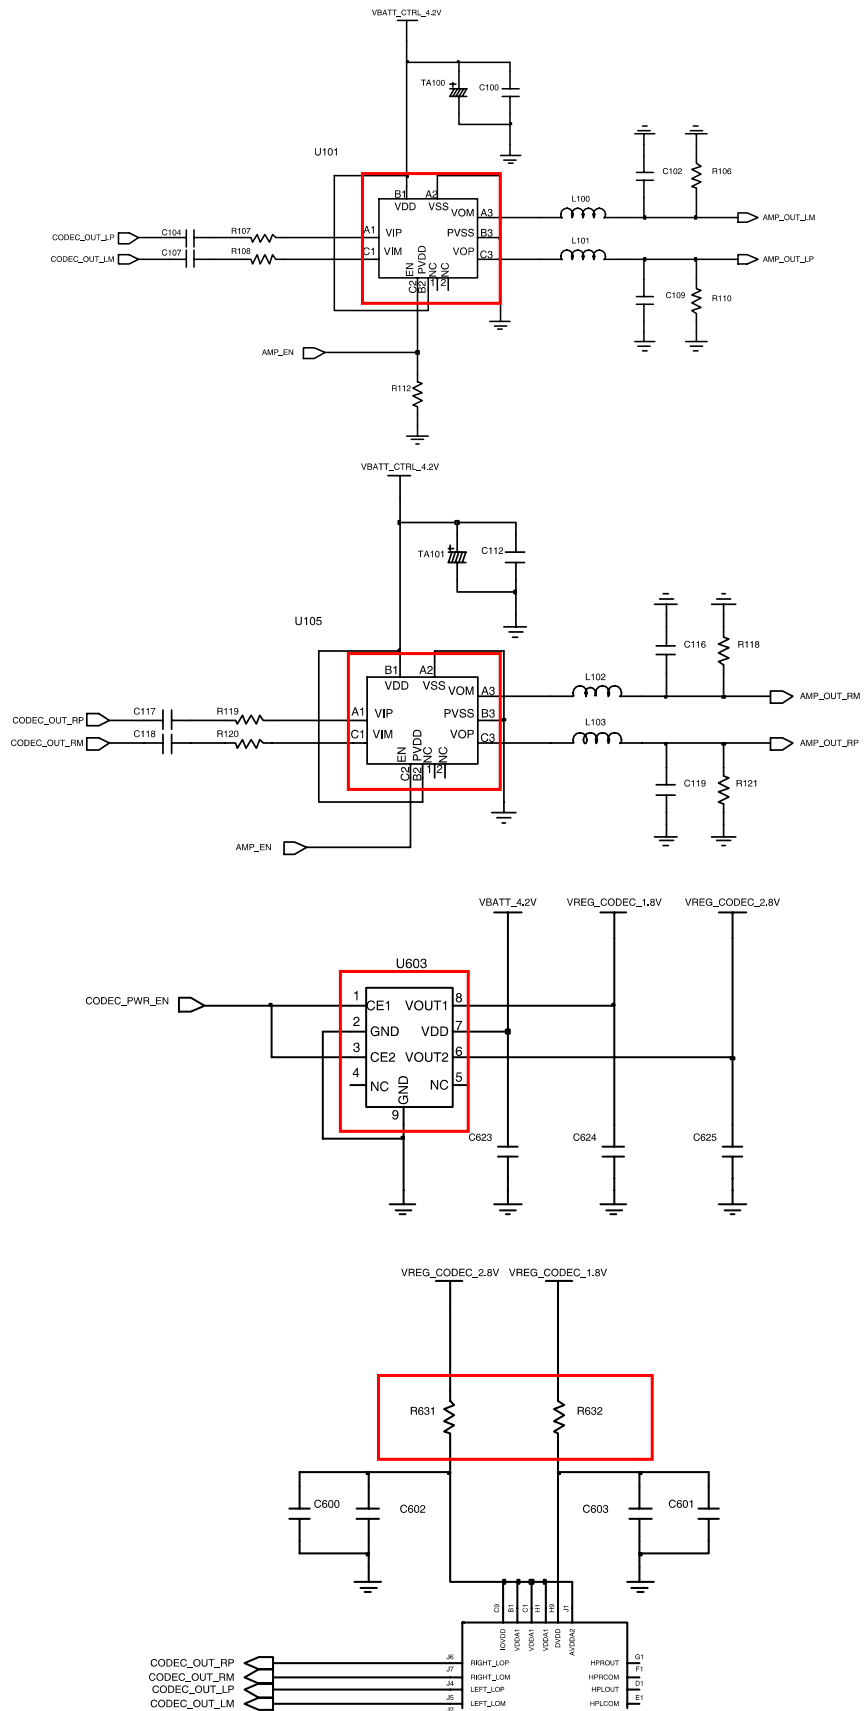 VBATT_CTRL_4.2V
TA100
C100
U101
C102
R106
B1
A2
L100
VDD
VSS
VOM
A3
AMP_OUT_LM
CODEC_OUT_LP
C104
R107
A1
VIP
PVSS
B3
CODEC_OUT_LM
C107
R108
C1
VIM
VOP
C3
L101
AMP_OUT_LP
EN
PVDD
NC
NC
C2
B2
1
2
C109
R110
AMP_EN
R112
VBATT_CTRL_4.2V
TA101
C112
U105
C116
R118
B1
A2
L102
VDD
VSS
VOM
A3
AMP_OUT_RM
CODEC_OUT_RP
C117
R119
A1
VIP
PVSS
B3
CODEC_OUT_RM
C118
R120
C1
VIM
VOP
C3
L103
AMP_OUT_RP
EN
PVDD
NC
NC
C2
B2
1
2
C119
R121
AMP_EN
VBATT_4.2V
VREG_CODEC_1.8V
VREG_CODEC_2.8V
U603
CODEC_PWR_EN
1
CE1
VOUT1
8
2
GND
VDD
7
3
CE2
VOUT2
6
4
NC
GND
NC
5
9
C623
C624
C625
VREG_CODEC_2.8V
VREG_CODEC_1.8V
R631
R632
C600
C602
C603
C601
C9
B1
C1
H1
H9
J1
IOVDD
VDDA1
VDDA1
VDDA1
DVDD
AVDDA2
CODEC_OUT_RP
J6
RIGHT_LOP
HPROUT
G1
CODEC_OUT_RM
J7
RIGHT_LOM
HPRCOM
F1
CODEC_OUT_LP
J4
LEFT_LOP
HPLOUT
D1
CODEC_OUT_LM
J5
LEFT_LOM
HPLCOM
E1
J2